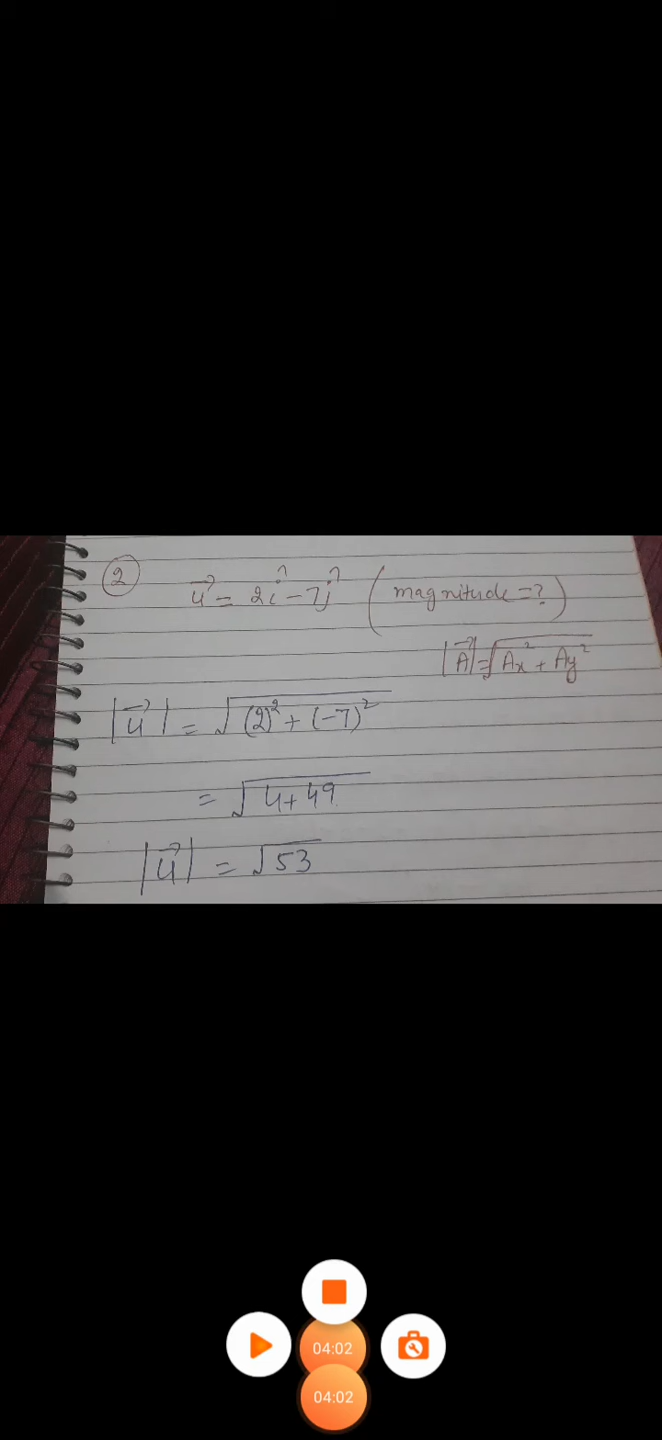 2
u⃗ = 2î - 7ĵ (magnitude = ?)
|A⃗| = √Ax² + Ay²
|u⃗| = √(2)² + (-7)²
= √4 + 49
|u⃗| = √53
04:02
04:02